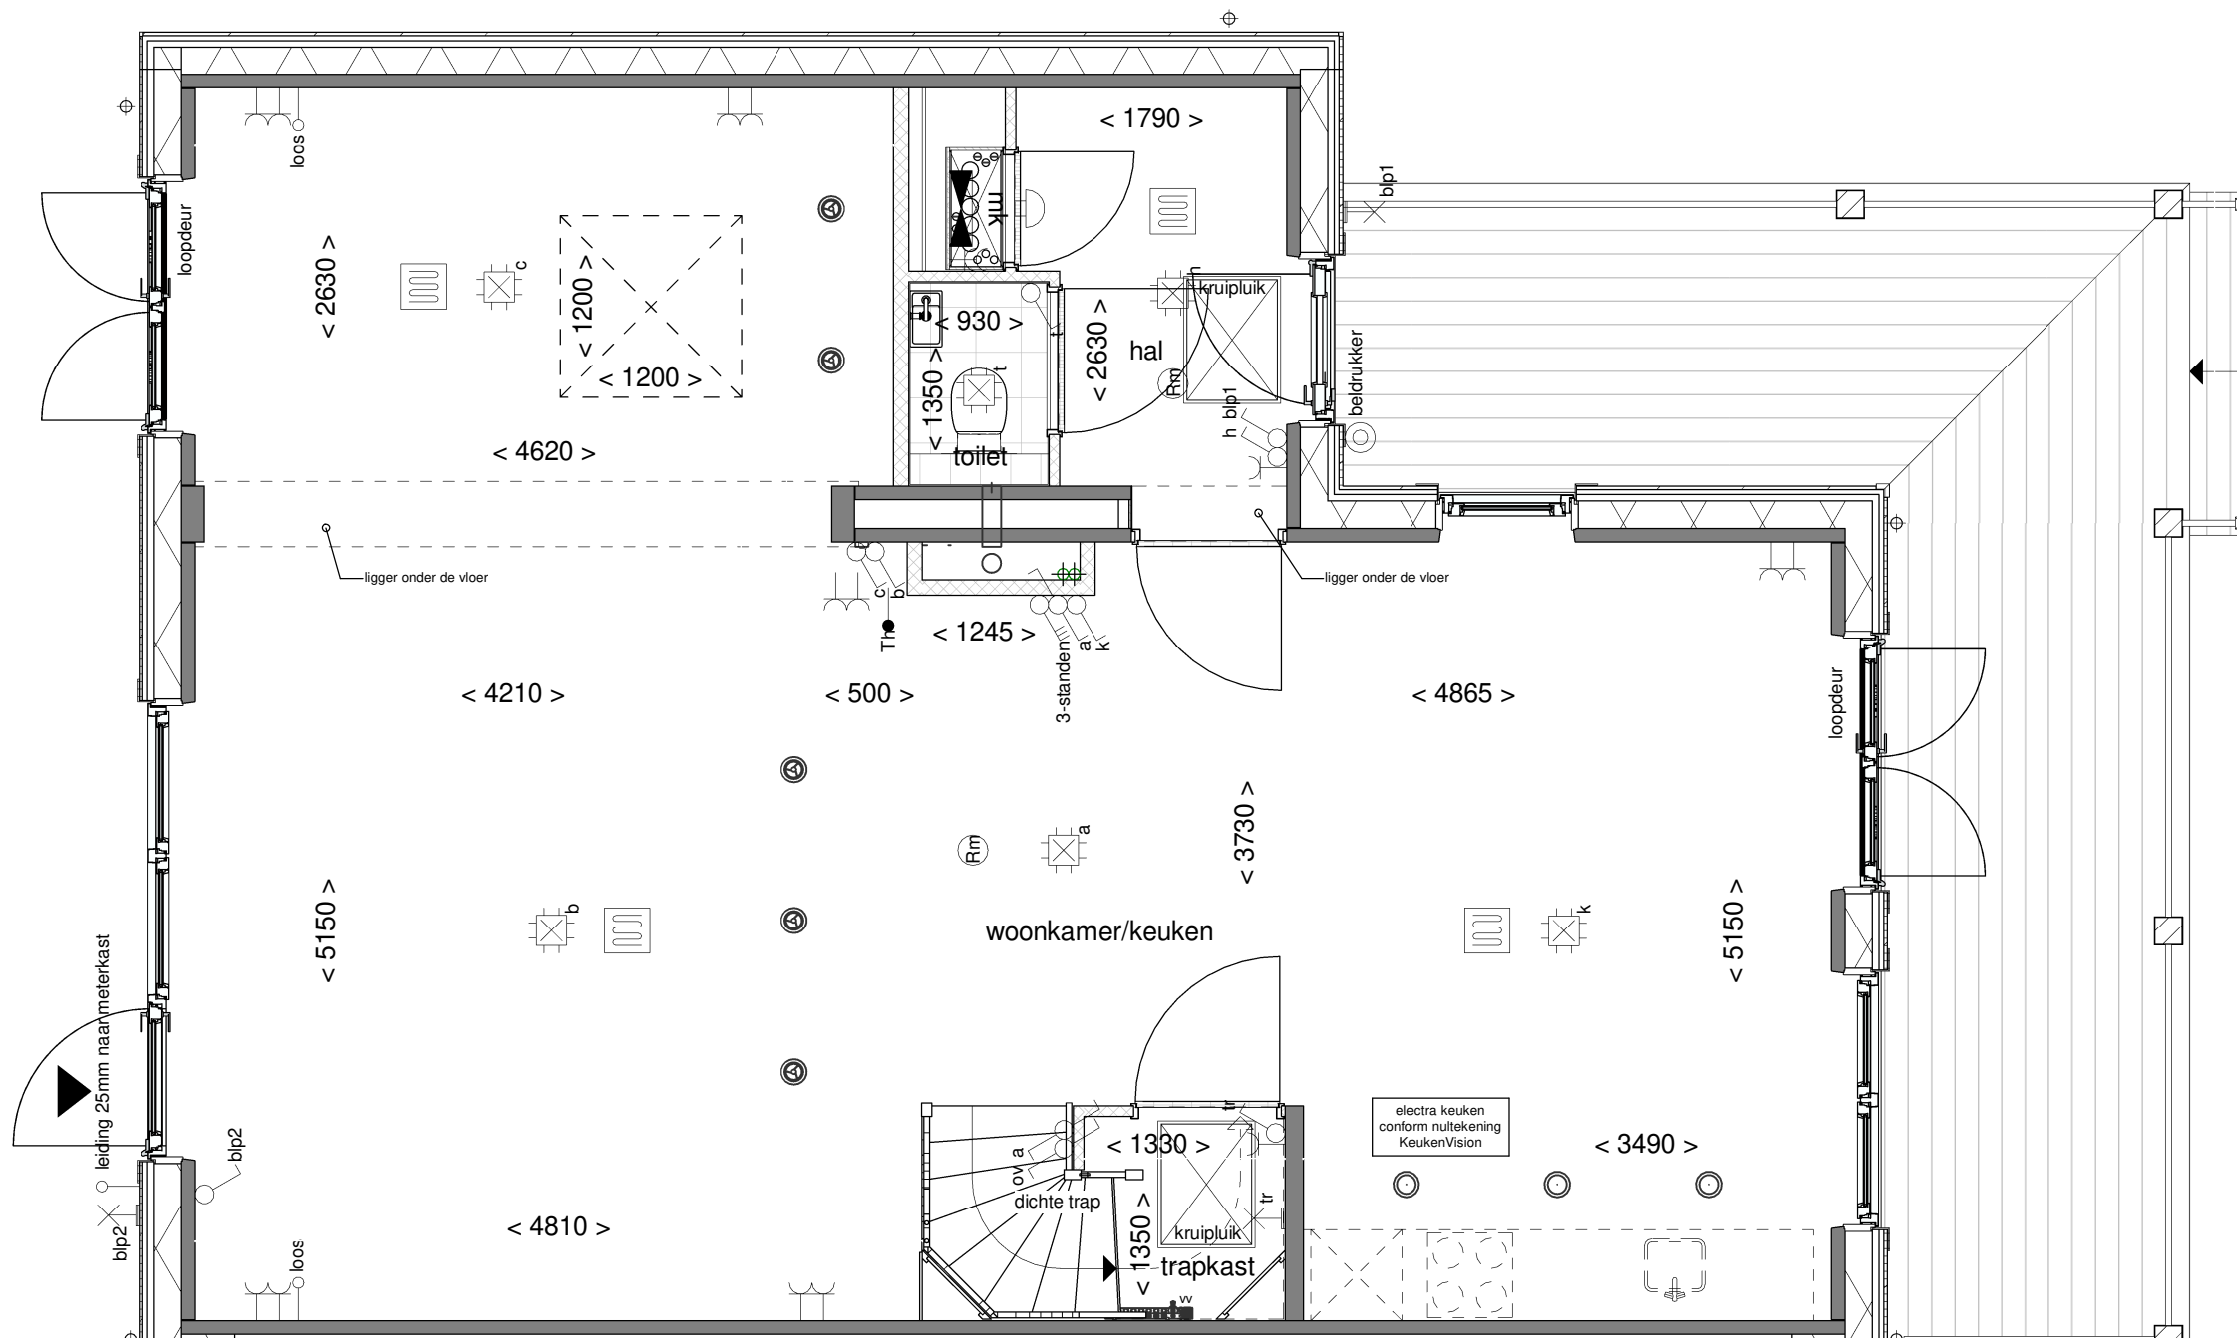 < 1790 >
loos
mk
blp1
loopdeur
< 2630 >
c
< 1200 >
< 1200 >
< 930 >
t
t
< 1350 >
toilet
< 2630 >
hal
h
kruipluik
Rm
h
blp1
beldrukker
< 4620 >
ligger onder de vloer
ligger onder de vloer
c
b
Th
< 1245 >
3-standen
a
k
< 4210 >
< 500 >
< 4865 >
loopdeur
Rm
a
< 3730 >
b
k
woonkamer/keuken
< 5150 >
< 5150 >
leiding 25mm naar meterkast
blp2
blp2
electra keuken
conform nultekening
KeukenVision
< 3490 >
tr
< 1330 >
a
ov
dichte trap
tr
< 1350 >
kruipluik
trapkast
vv
< 4810 >
loos